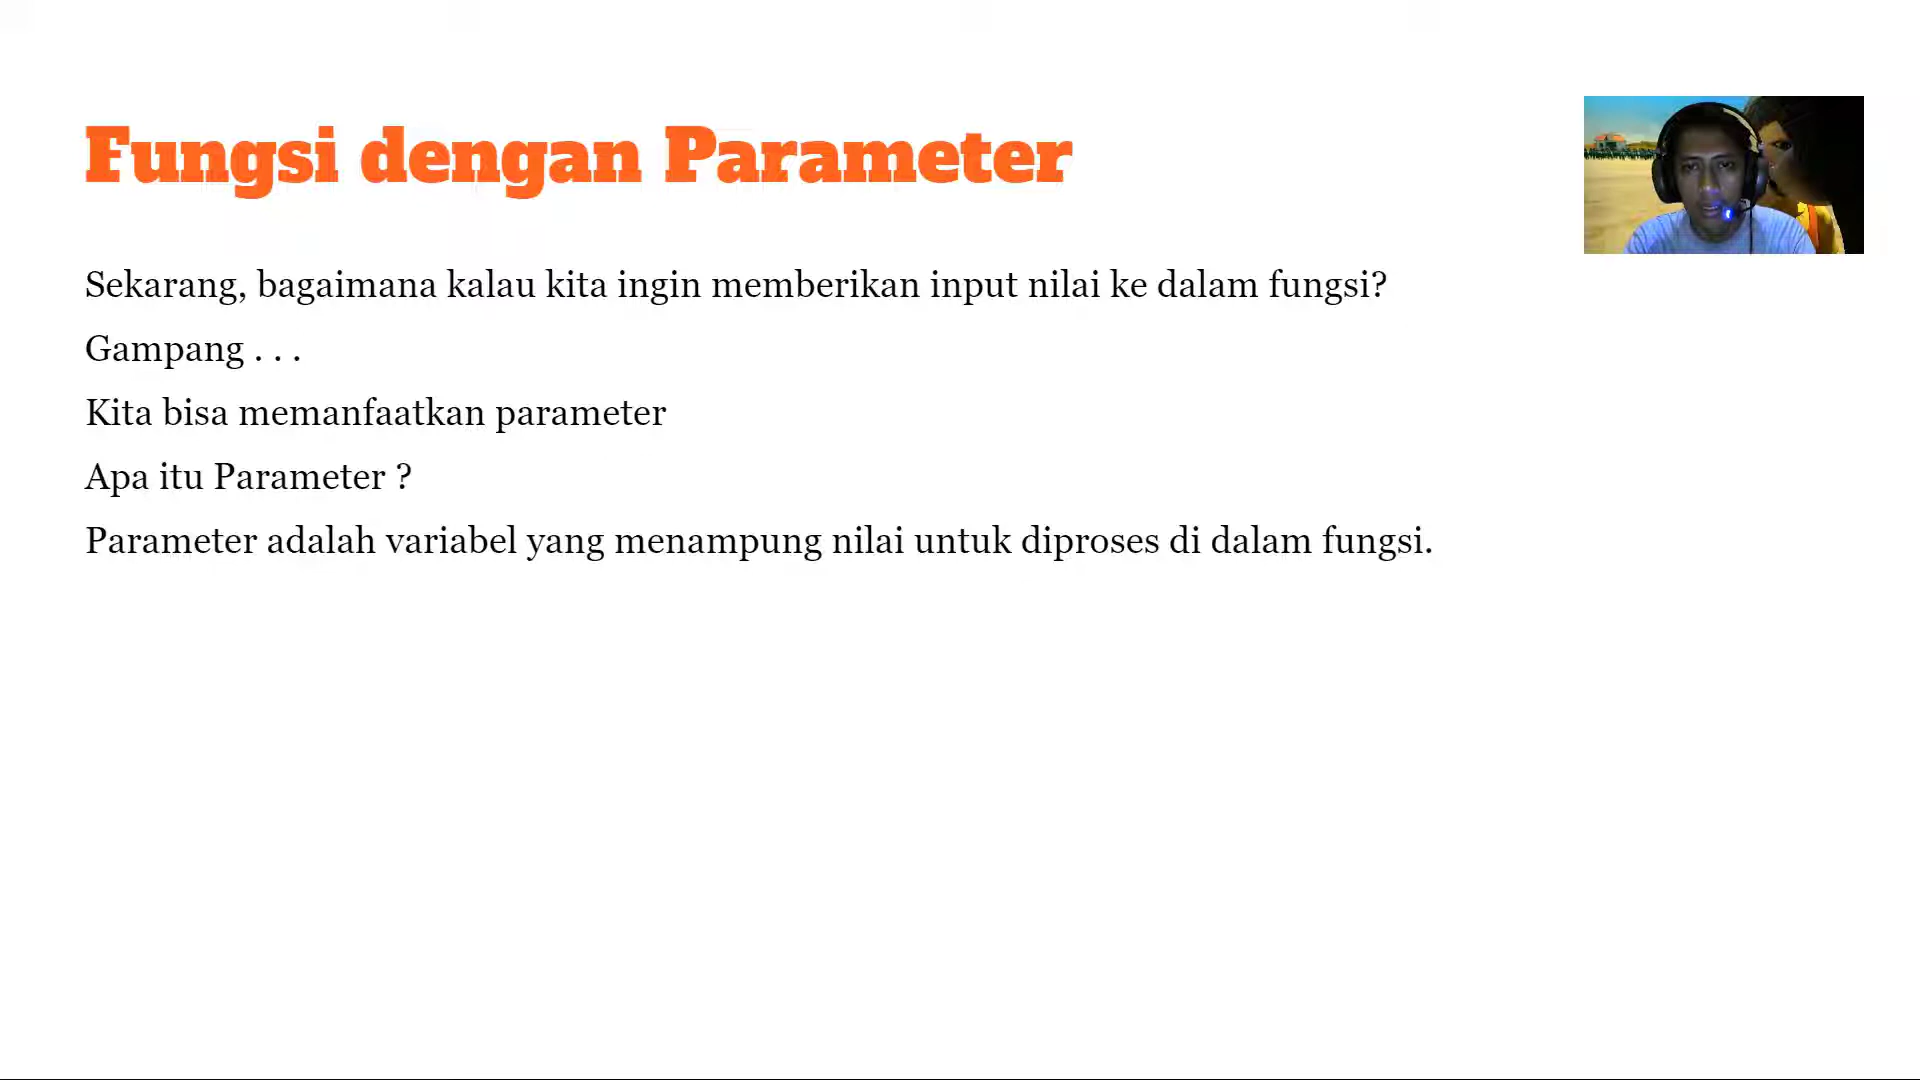 Fungsi dengan Parameter
Sekarang, bagaimana kalau kita ingin memberikan input nilai ke dalam fungsi?
Gampang . . .
Kita bisa memanfaatkan parameter
Apa itu Parameter ?
Parameter adalah variabel yang menampung nilai untuk diproses di dalam fungsi.